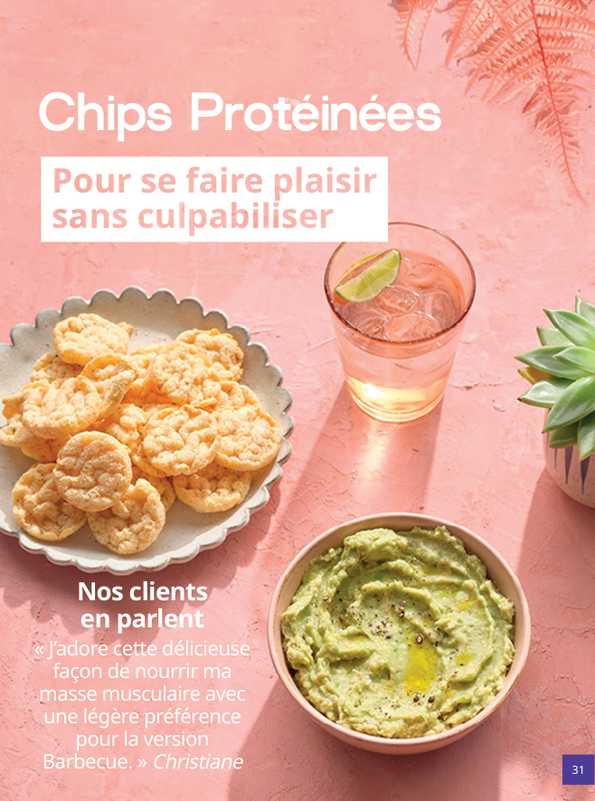 Chips Protéinées
Pour se faire plaisir
sans culpabiliser
Nos clients
en parlent
« J’adore cette délicieuse
façon de nourrir ma
masse musculaire avec
une légère préférence
pour la version
Barbecue. » Christiane
31